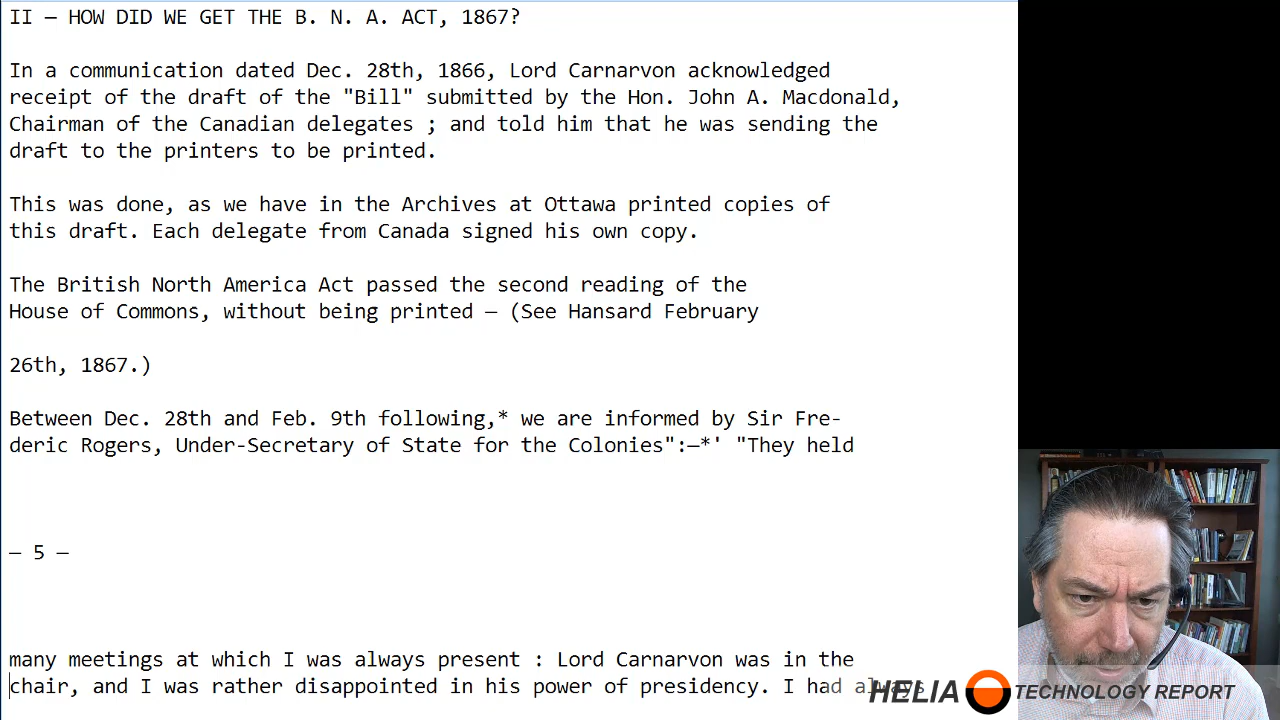 II — HOW DID WE GET THE B. N. A. ACT, 1867?
In a communication dated Dec. 28th, 1866, Lord Carnarvon acknowledged
receipt of the draft of the "Bill" submitted by the Hon. John A. Macdonald,
Chairman of the Canadian delegates ; and told him that he was sending the
draft to the printers to be printed.
This was done, as we have in the Archives at Ottawa printed copies of
this draft. Each delegate from Canada signed his own copy.
The British North America Act passed the second reading of the
House of Commons, without being printed — (See Hansard February
26th, 1867.)
Between Dec. 28th and Feb. 9th following,* we are informed by Sir Fre-
deric Rogers, Under-Secretary of State for the Colonies":—*' "They held
— 5 —
many meetings at which I was always present : Lord Carnarvon was in the
chair, and I was rather disappointed in his power of presidency. I had always
HELIA TECHNOLOGY REPORT